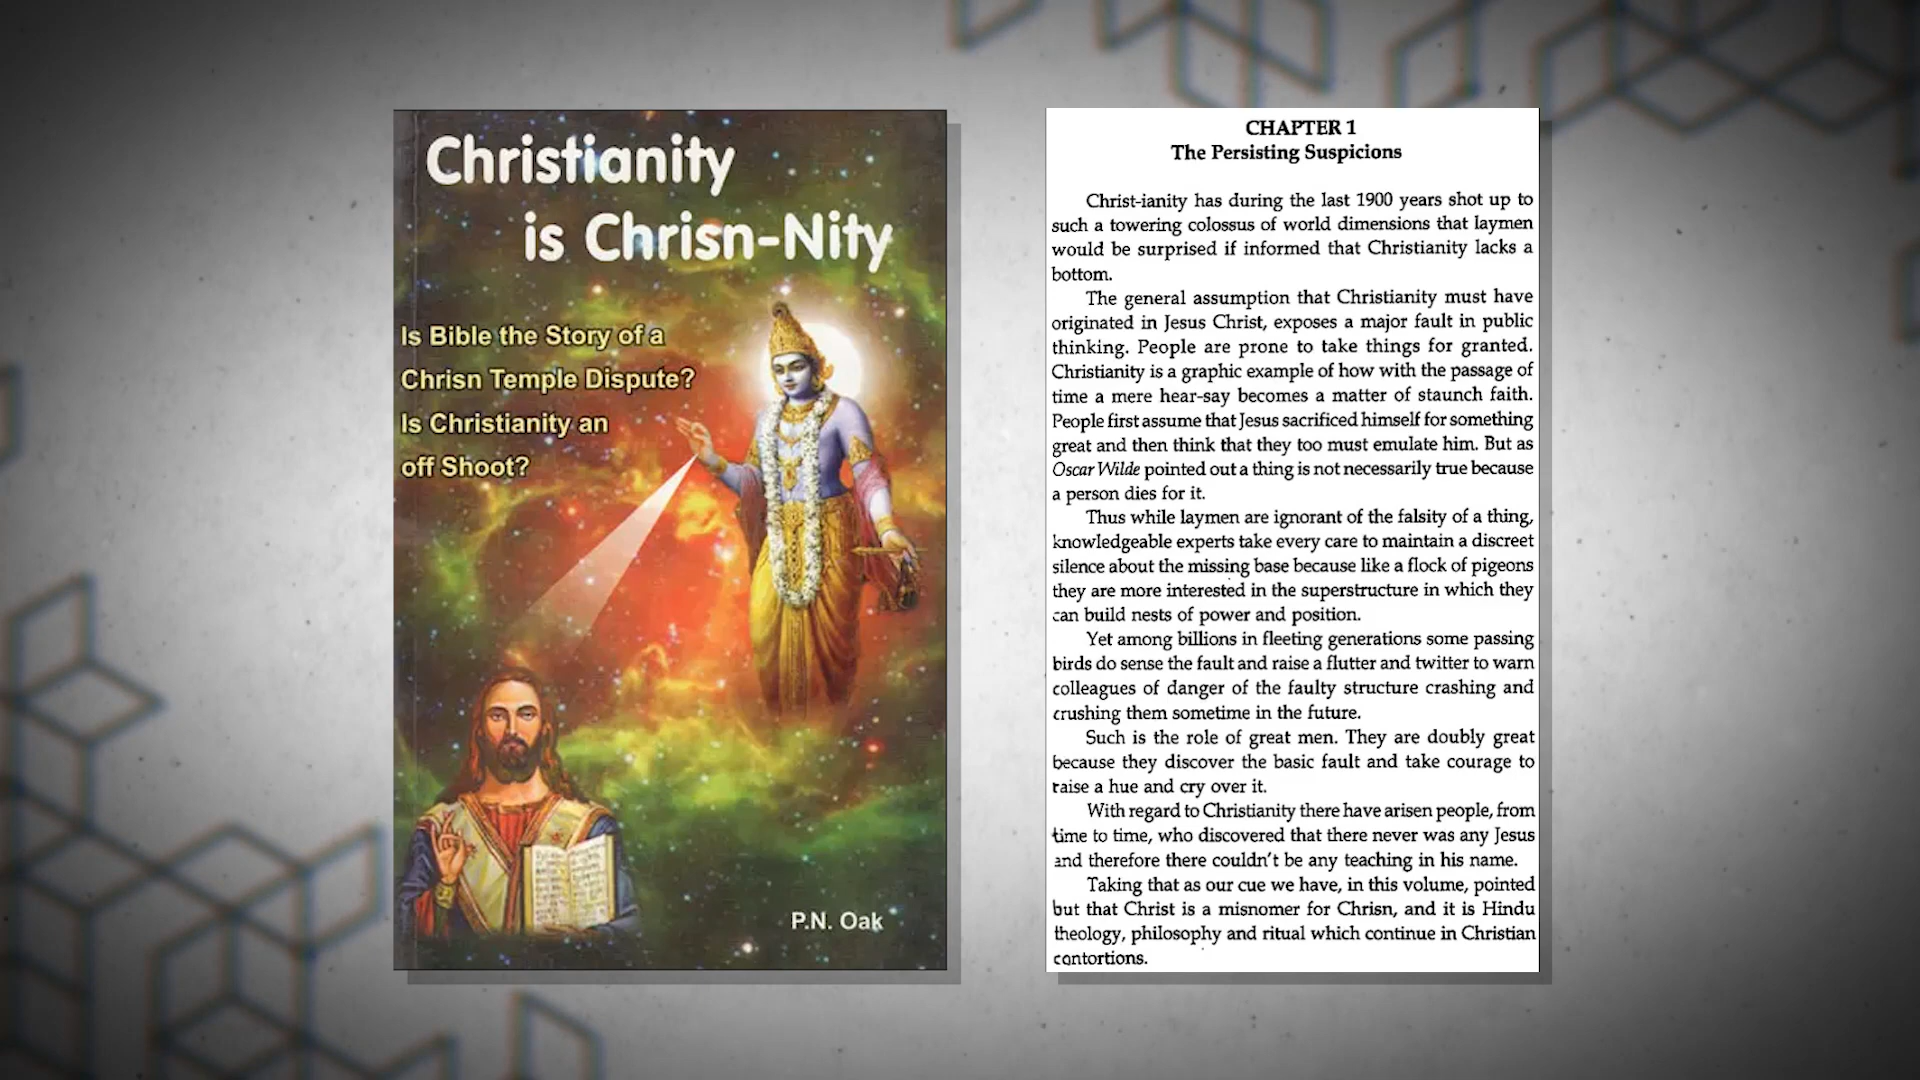 Christianity
is Chrisn-Nity
Is Bible the Story of a
Chrisn Temple Dispute?
Is Christianity an
off Shoot?
P.N. Oak
CHAPTER 1
The Persisting Suspicions
Christ-ianity has during the last 1900 years shot up to
such a towering colossus of world dimensions that laymen
would be surprised if informed that Christianity lacks a
bottom.
The general assumption that Christianity must have
originated in Jesus Christ, exposes a major fault in public
thinking. People are prone to take things for granted.
Christianity is a graphic example of how with the passage of
time a mere hear-say becomes a matter of staunch faith.
People first assume that Jesus sacrificed himself for something
great and then think that they too must emulate him. But as
Oscar Wilde pointed out a thing is not necessarily true because
a person dies for it.
Thus while laymen are ignorant of the falsity of a thing,
knowledgeable experts take every care to maintain a discreet
silence about the missing base because like a flock of pigeons
they are more interested in the superstructure in which they
can build nests of power and position.
Yet among billions in fleeting generations some passing
birds do sense the fault and raise a flutter and twitter to warn
colleagues of danger of the faulty structure crashing and
crushing them sometime in the future.
Such is the role of great men. They are doubly great
because they discover the basic fault and take courage to
raise a hue and cry over it.
With regard to Christianity there have arisen people, from
time to time, who discovered that there never was any Jesus
and therefore there couldn't be any teaching in his name.
Taking that as our cue we have, in this volume, pointed
but that Christ is a misnomer for Chrisn, and it is Hindu
theology, philosophy and ritual which continue in Christian
contortions.